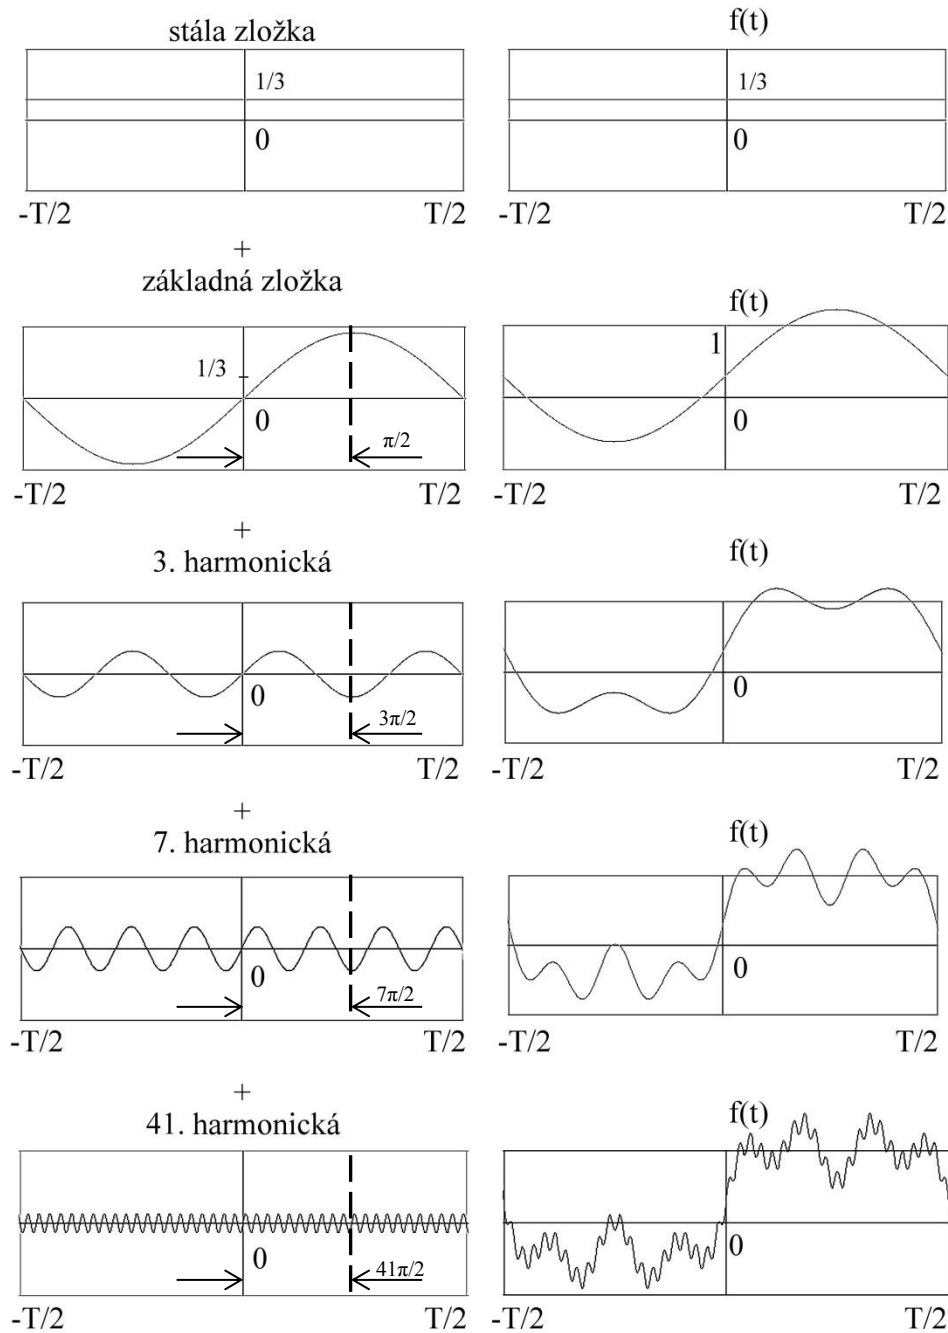 stála zložka
f(t)
1/3
1/3
0
0
-T/2 T/2
-T/2 T/2
+
základná zložka
f(t)
1/3
1
0
0
π/2
-T/2 T/2
-T/2 T/2
+
3. harmonická
f(t)
0
0
3π/2
-T/2 T/2
-T/2 T/2
+
7. harmonická
f(t)
0
0
7π/2
-T/2 T/2
-T/2 T/2
+
41. harmonická
f(t)
0
0
41π/2
-T/2 T/2
-T/2 T/2